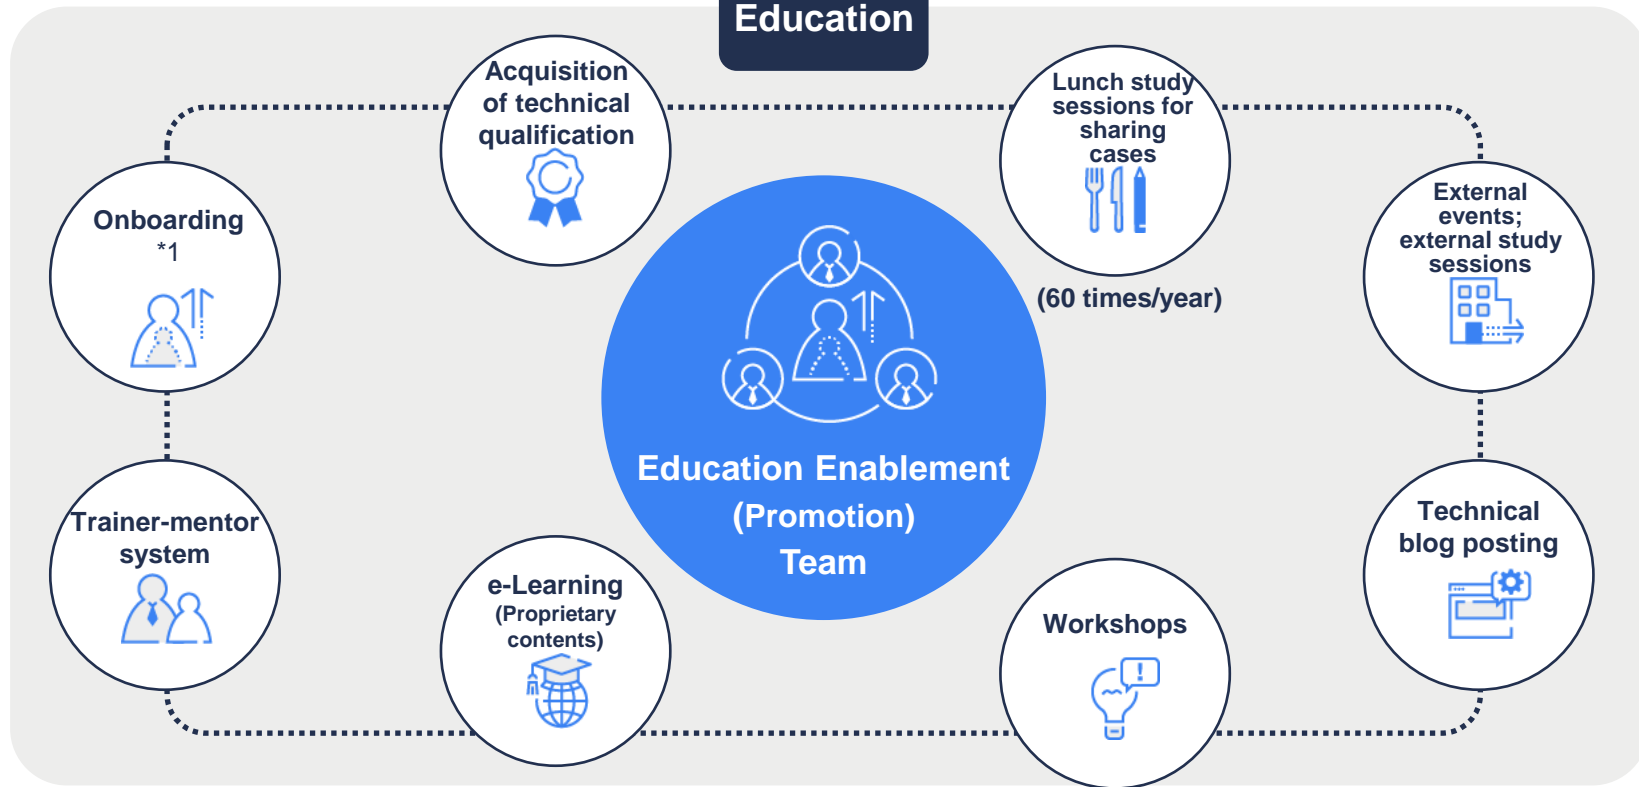 Education
Acquisition
of technical
qualification
Lunch study
sessions for
sharing
cases
(60 times/year)
Onboarding
*1
External
events;
external study
sessions
Education Enablement
(Promotion)
Team
Trainer-mentor
system
Technical
blog posting
e-Learning
(Proprietary
contents)
Workshops
!